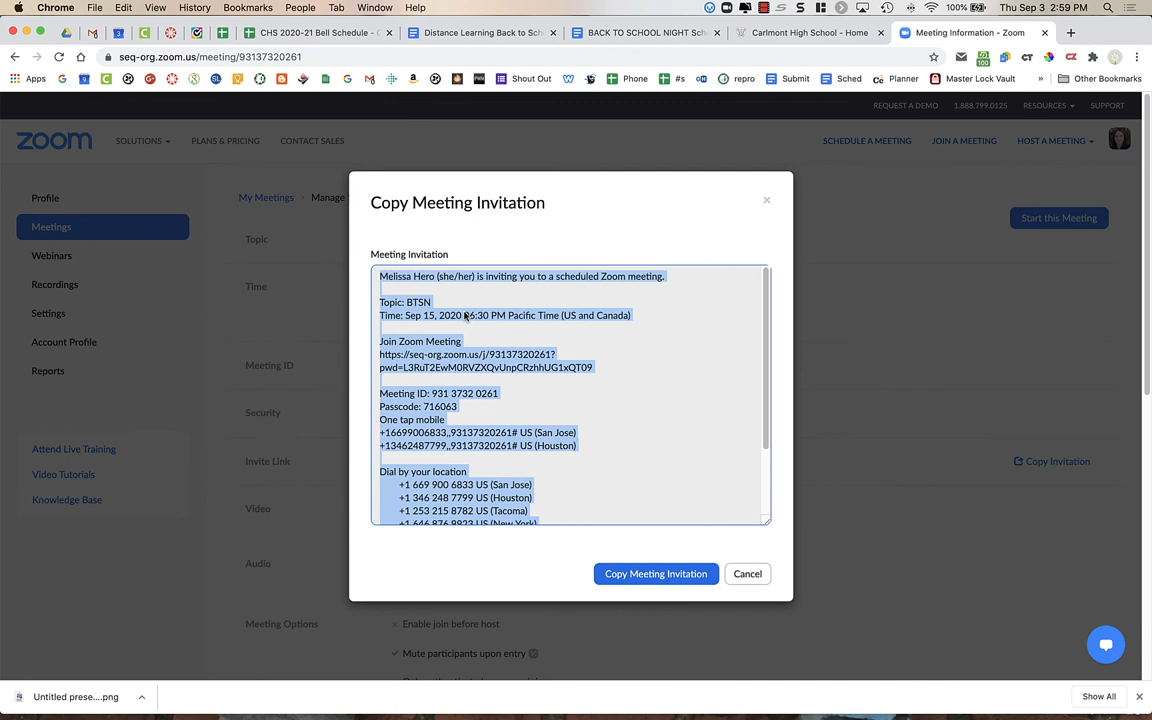 Chrome File Edit View History Bookmarks People Tab Window Help
100% Thu Sep 3 2:59 PM
CHS 2020-21 Bell Schedule - 
Distance Learning Back to Sch
BACK TO SCHOOL NIGHT Sch
Carlmont High School - Home
Meeting Information - Zoom
seq-org.zoom.us/meeting/93137320261
Apps Shout Out Phone #s repro Submit Sched Planner Master Lock Vault » Other Bookmarks
REQUEST A DEMO 1.888.799.0125 RESOURCES SUPPORT
zoom SOLUTIONS PLANS & PRICING CONTACT SALES SCHEDULE A MEETING JOIN A MEETING HOST A MEETING
Profile
Meetings
Webinars
Recordings
Settings
Account Profile
Reports
Attend Live Training
Video Tutorials
Knowledge Base
My Meetings > Manage
Start this Meeting
Topic
Time
Meeting ID
Security
Invite Link
Copy Invitation
Video
Audio
Meeting Options
Enable join before host
Mute participants upon entry
Copy Meeting Invitation
×
Meeting Invitation
Melissa Hero (she/her) is inviting you to a scheduled Zoom meeting.
Topic: BTSN
Time: Sep 15, 2020 06:30 PM Pacific Time (US and Canada)
Join Zoom Meeting
https://seq-org.zoom.us/j/93137320261?
pwd=L3RuT2EwM0RVZXQvUnpCRzhhUG1xQT09
Meeting ID: 931 3732 0261
Passcode: 716063
One tap mobile
+16699006833,,93137320261# US (San Jose)
+13462487799,,93137320261# US (Houston)
Dial by your location
+1 669 900 6833 US (San Jose)
+1 346 248 7799 US (Houston)
+1 253 215 8782 US (Tacoma)
+1 646 876 9923 US (New York)
Copy Meeting Invitation
Cancel
Untitled prese....png
Show All